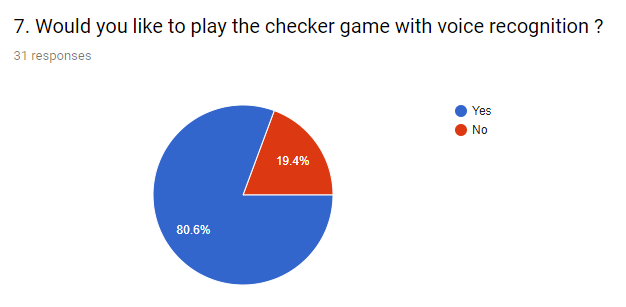 7. Would you like to play the checker game with voice recognition ?
31 responses
Yes
No
19.4%
80.6%